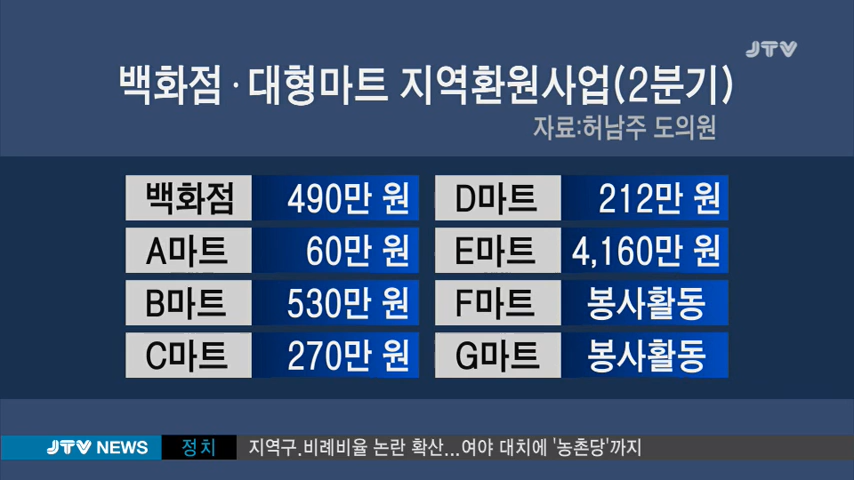 JTV
백화점·대형마트 지역환원사업(2분기)
자료:허남주 도의원
백화점 490만 원 D마트 212만 원
A마트 60만 원 E마트 4,160만 원
B마트 530만 원 F마트 봉사활동
C마트 270만 원 G마트 봉사활동
JTV NEWS 정치 지역구.비례비율 논란 확산...여야 대치에 '농촌당'까지